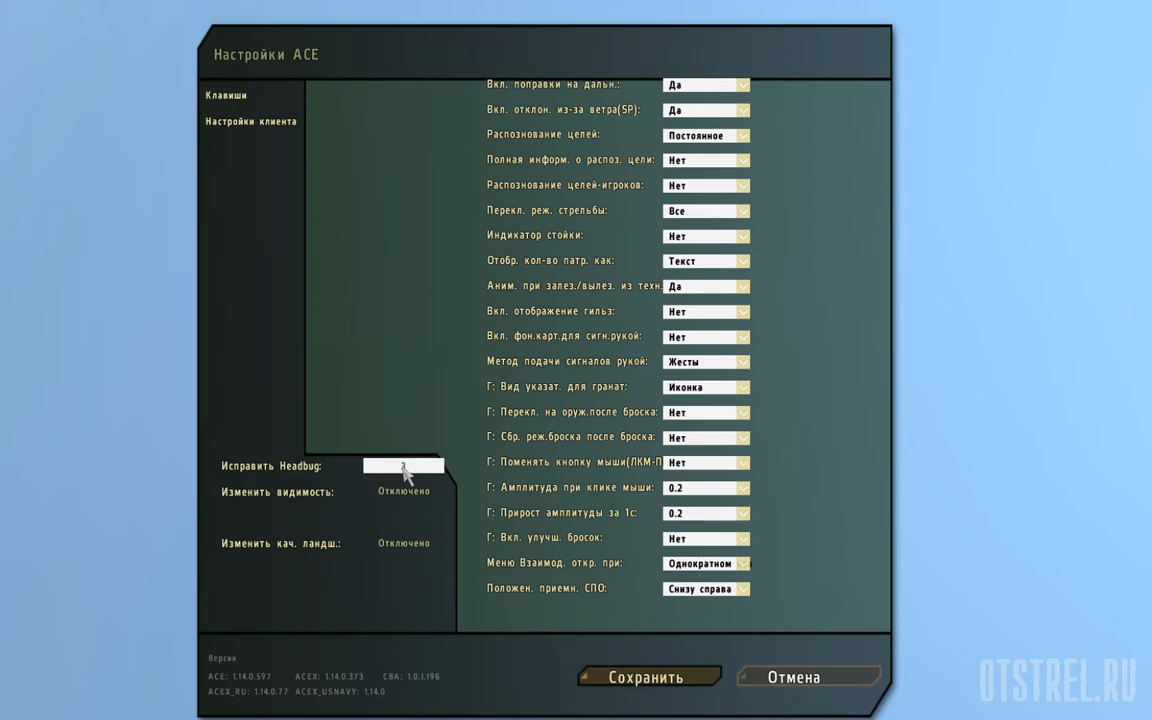 Настройки ACE
Клавиши
Настройки клиента
Вкл. поправки на дальн.: Да
Вкл. отклон. из-за ветра(SP): Да
Распознование целей: Постоянное
Полная информ. о распоз. цели: Нет
Распознование целей-игроков: Нет
Перекл. реж. стрельбы: Все
Индикатор стойки: Нет
Отобр. кол-во патр. как: Текст
Аним. при залез./вылез. из техн. Да
Вкл. отображение гильз: Нет
Вкл. фон.карт.для сигн.рукой: Нет
Метод подачи сигналов рукой: Жесты
Г: Вид указат. для гранат: Иконка
Г: Перекл. на оруж.после броска: Нет
Г: Сбр. реж.броска после броска: Нет
Г: Поменять кнопку мыши(ЛКМ-П Нет
Г: Амплитуда при клике мыши: 0.2
Г: Прирост амплитуды за 1с: 0.2
Г: Вкл. улучш. бросок: Нет
Меню Взаимод. откр. при: Однократном
Положен. приемн. СПО: Снизу справа
Исправить Headbug:
Изменить видимость: Отключено
Изменить кач. ландш.: Отключено
Версии
ACE: 1.14.0.597 ACEX: 1.14.0.373 CBA: 1.0.1.196
ACEX_RU: 1.14.0.77 ACEX_USNAVY: 1.14.0
Сохранить
Отмена
OTSTREL.RU